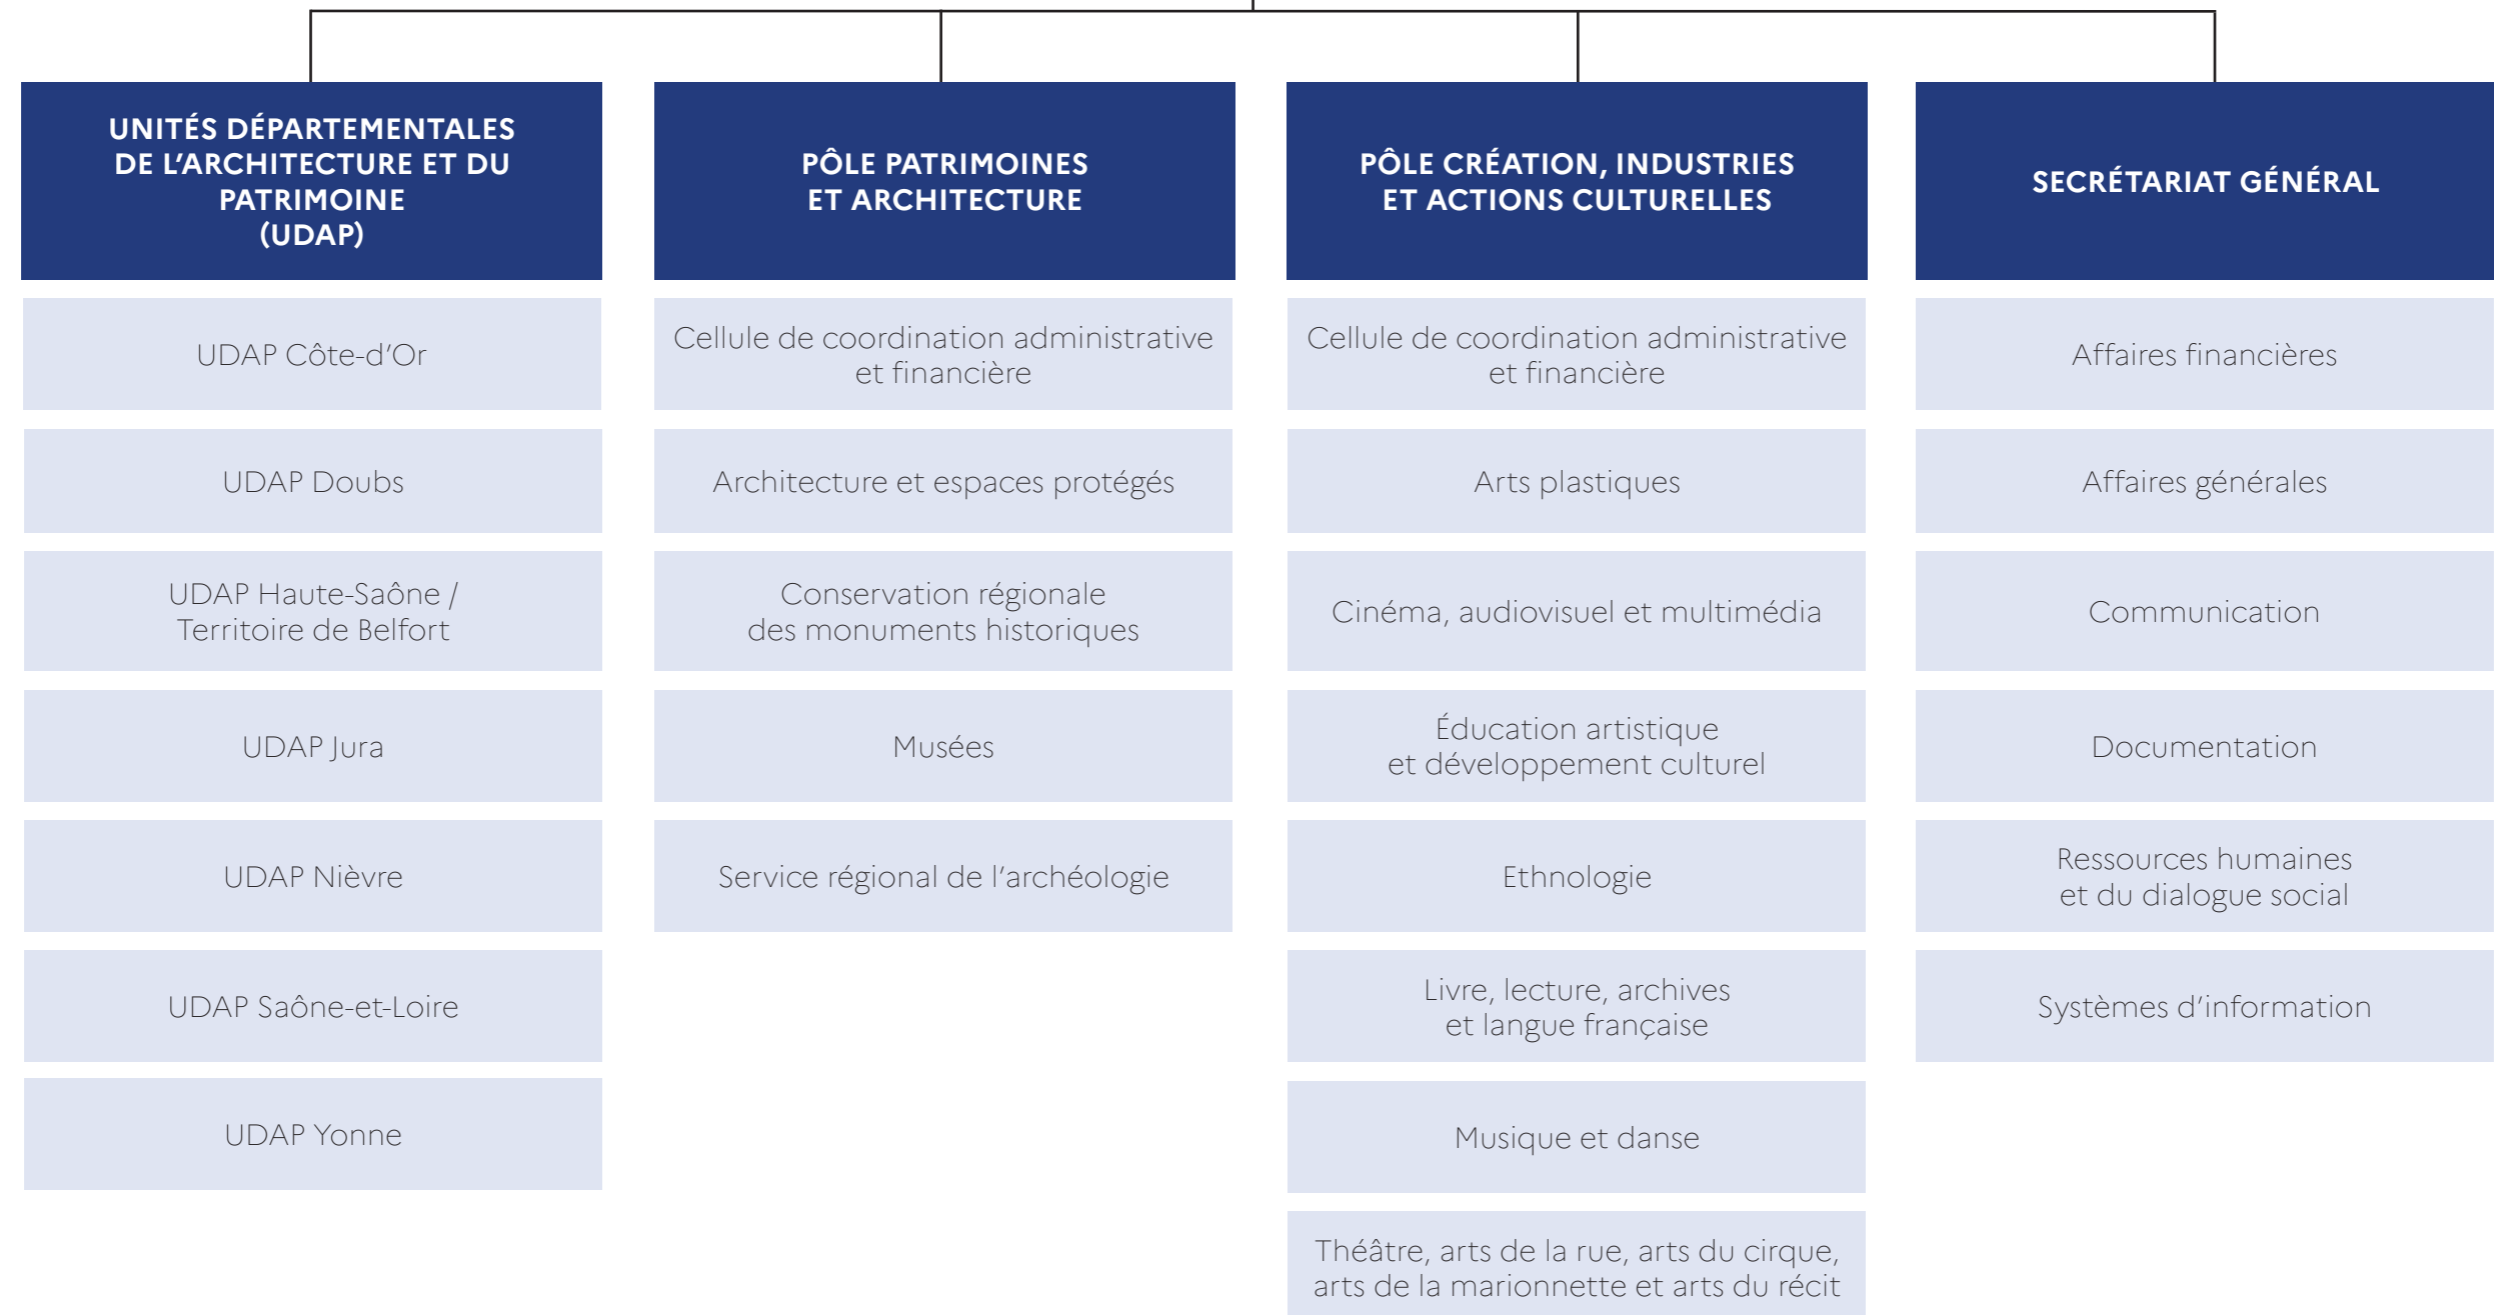 UNITÉS DÉPARTEMENTALES
DE L’ARCHITECTURE ET DU
PATRIMOINE
(UDAP)
UDAP Côte-d’Or
UDAP Doubs
UDAP Haute-Saône /
Territoire de Belfort
UDAP Jura
UDAP Nièvre
UDAP Saône-et-Loire
UDAP Yonne
PÔLE PATRIMOINES
ET ARCHITECTURE
Cellule de coordination administrative
et financière
Architecture et espaces protégés
Conservation régionale
des monuments historiques
Musées
Service régional de l’archéologie
PÔLE CRÉATION, INDUSTRIES
ET ACTIONS CULTURELLES
Cellule de coordination administrative
et financière
Arts plastiques
Cinéma, audiovisuel et multimédia
Éducation artistique
et développement culturel
Ethnologie
Livre, lecture, archives
et langue française
Musique et danse
Théâtre, arts de la rue, arts du cirque,
arts de la marionnette et arts du récit
SECRÉTARIAT GÉNÉRAL
Affaires financières
Affaires générales
Communication
Documentation
Ressources humaines
et du dialogue social
Systèmes d’information